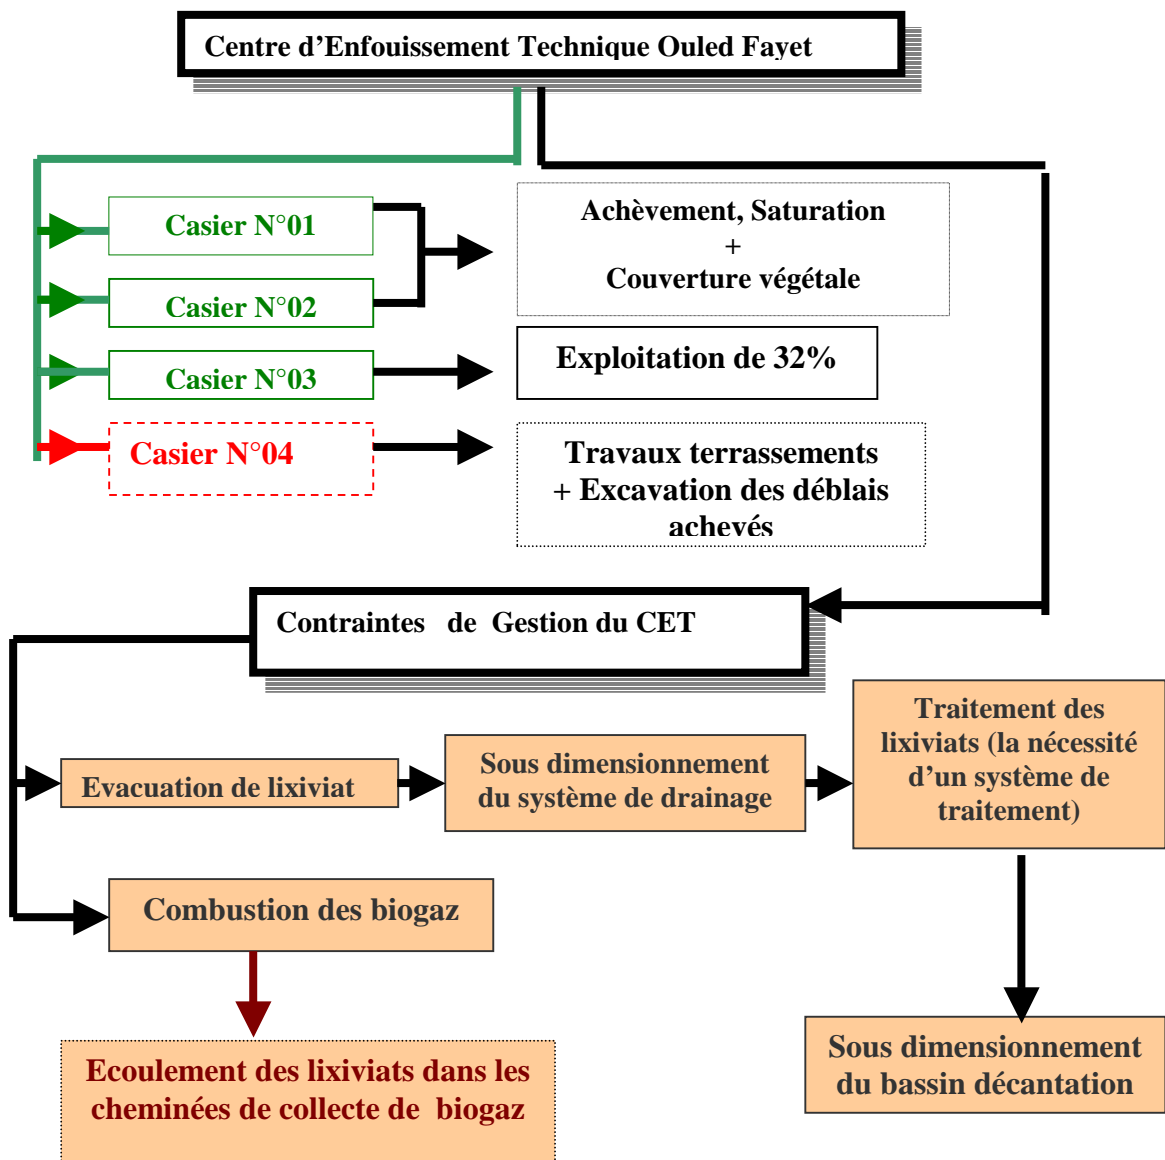 Centre d’Enfouissement Technique Ouled Fayet
Casier N°01
Casier N°02
Casier N°03
Casier N°04
Achèvement, Saturation
+
Couverture végétale
Exploitation de 32%
Travaux terrassements
+ Excavation des déblais
achevés
Contraintes de Gestion du CET
Evacuation de lixiviat
Sous dimensionnement
du système de drainage
Traitement des
lixiviats (la nécessité
d’un système de
traitement)
Combustion des biogaz
Ecoulement des lixiviats dans les
cheminées de collecte de biogaz
Sous dimensionnement
du bassin décantation